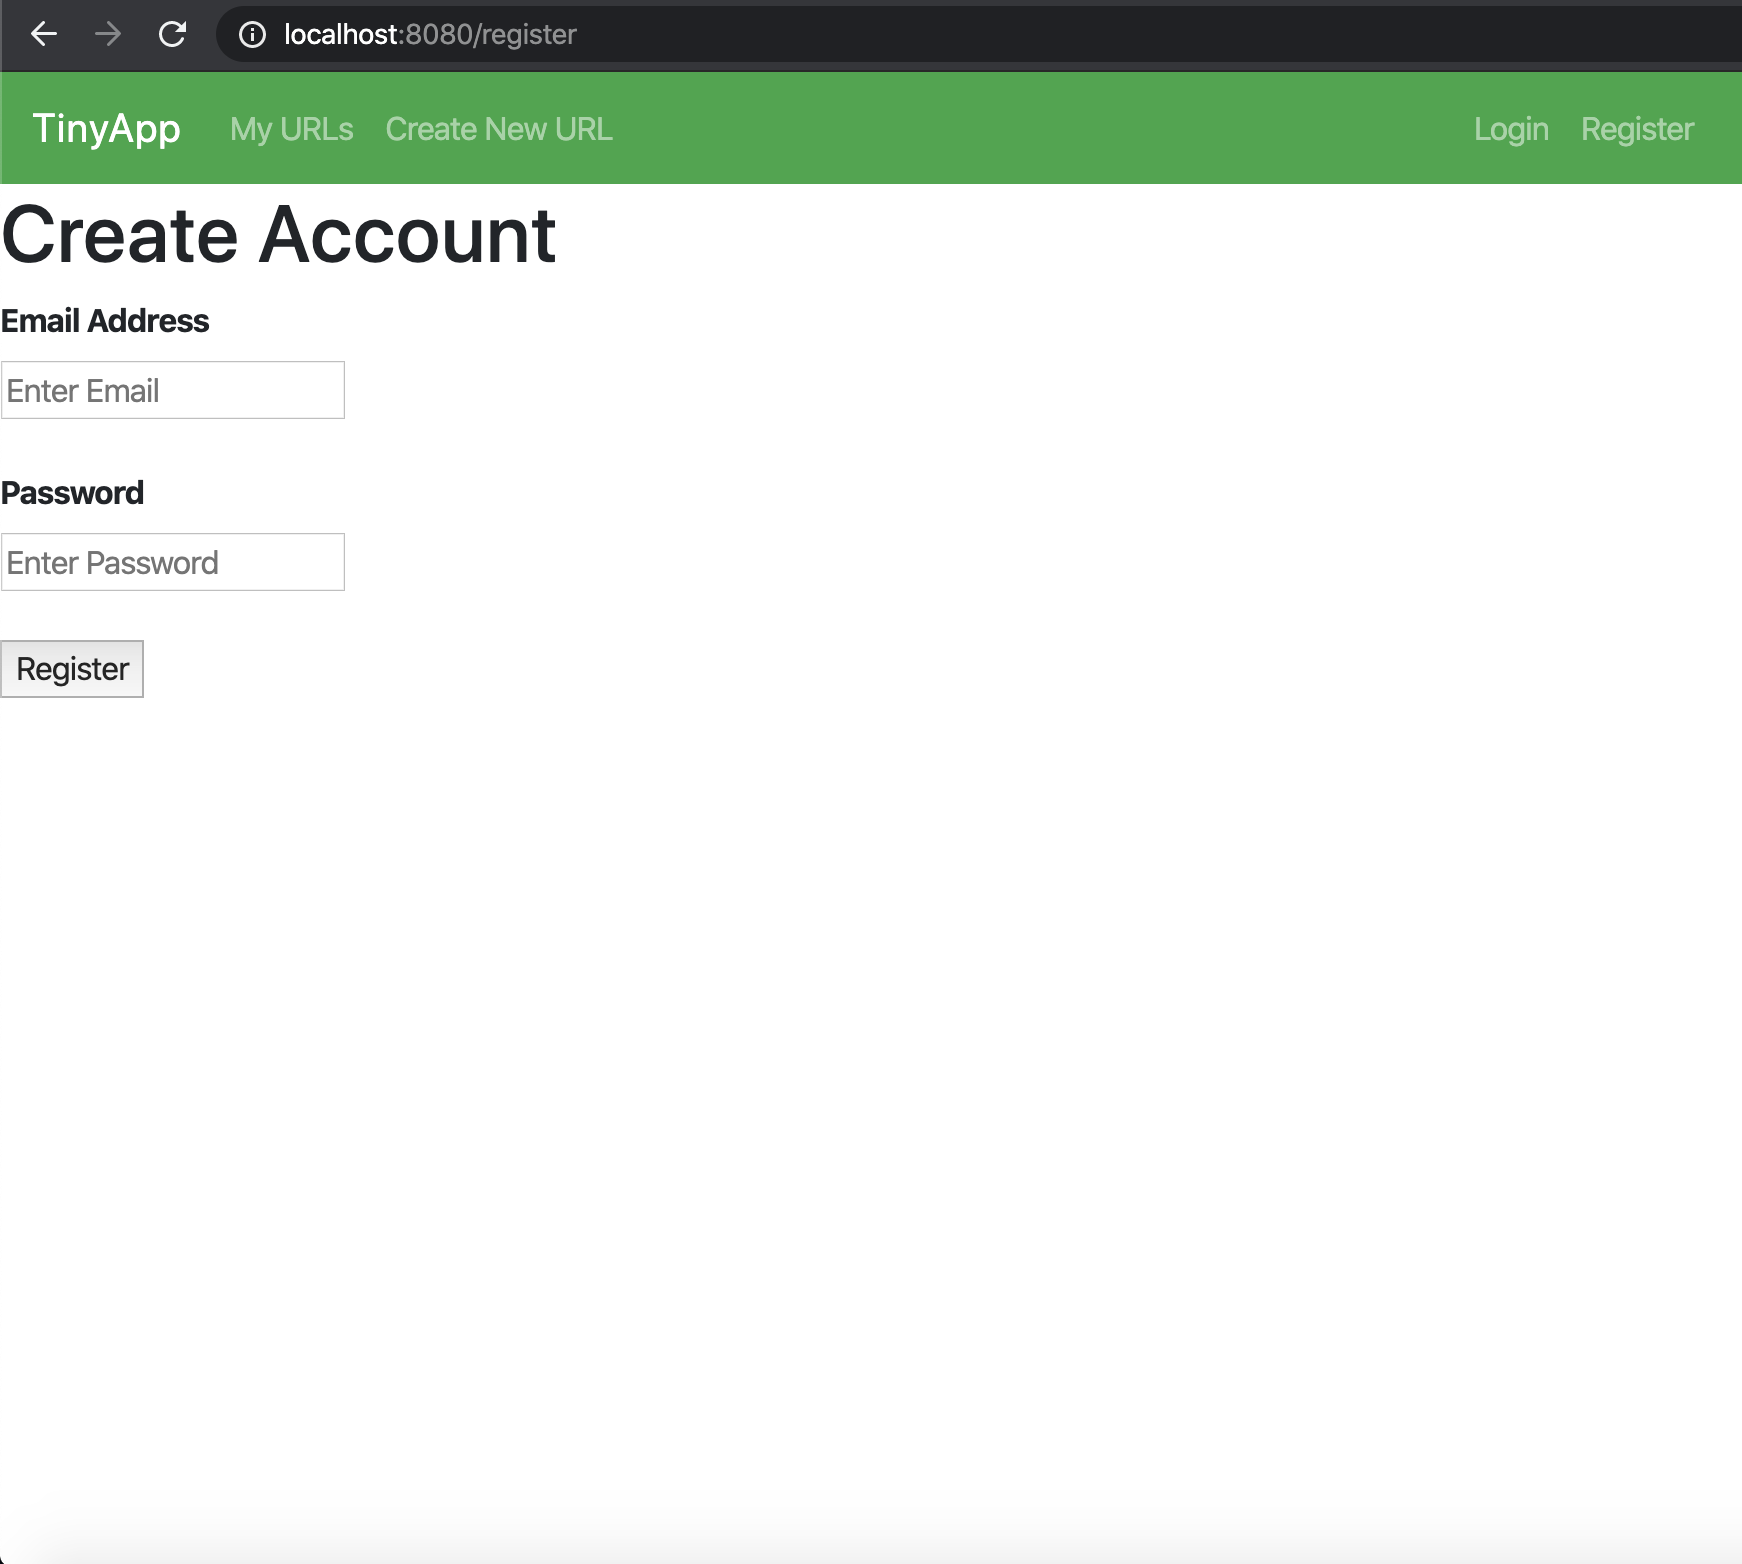 localhost:8080/register
TinyApp My URLs Create New URL Login Register
Create Account
Email Address
Enter Email
Password
Enter Password
Register